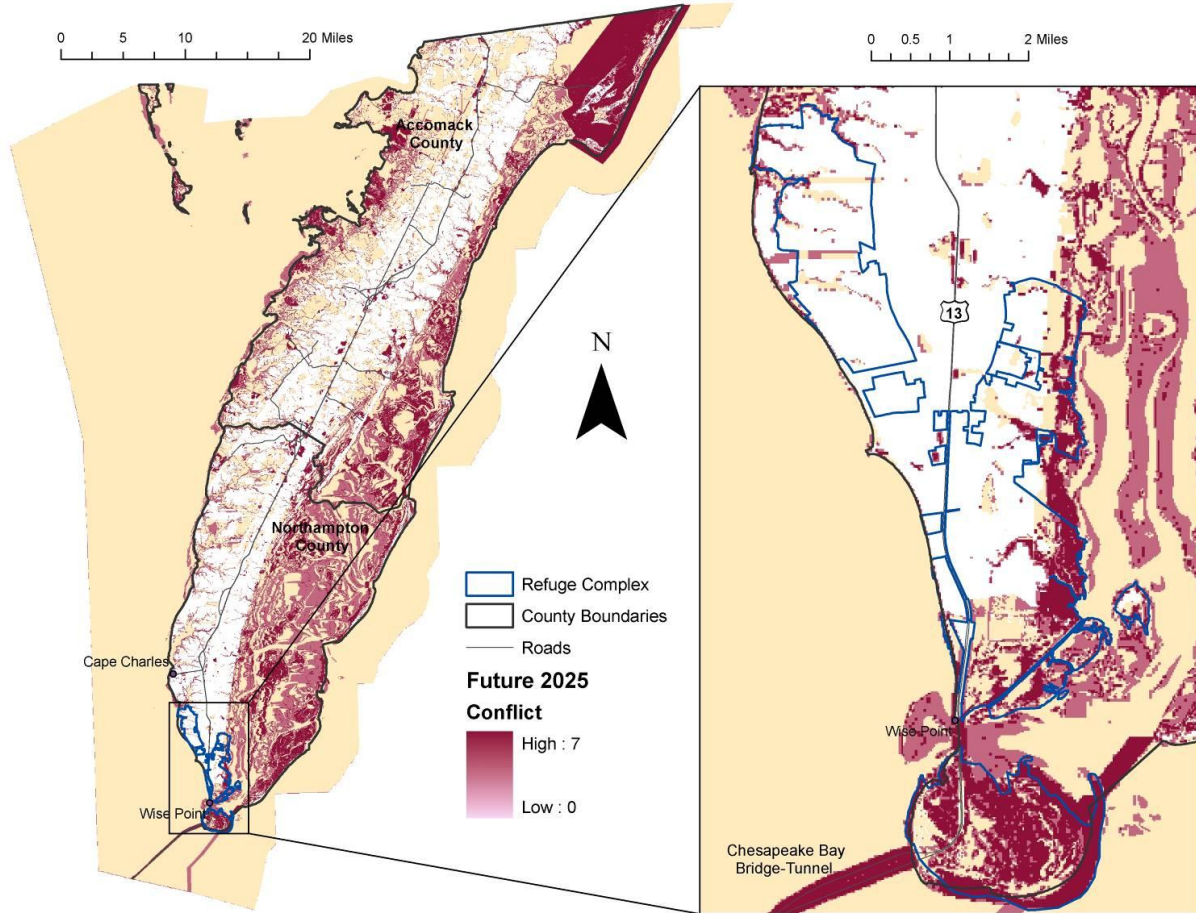 0 5 10 20 Miles
0 0.5 1 2 Miles
Accomack
County
N
13
Northampton
County
Refuge Complex
County Boundaries
Roads
Future 2025
Conflict
High : 7
Low : 0
Cape Charles
Wise Point
Wise Point
Chesapeake Bay
Bridge-Tunnel